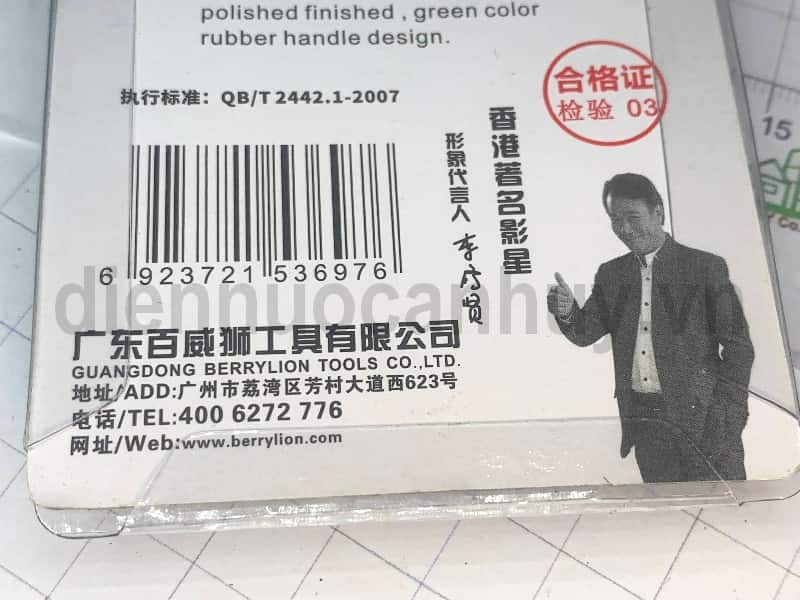 polished finished , green color
rubber handle design.
执行标准：QB/T 2442.1-2007
合格证
检验 03
香港著名影星
形象代言人
6 923721 536976
diennuocanhuy.vn
广东百威狮工具有限公司
GUANGDONG BERRYLION TOOLS CO.,LTD.
地址/ADD:广州市荔湾区芳村大道西623号
电话/TEL:400 6272 776
网址/Web:www.berrylion.com
15